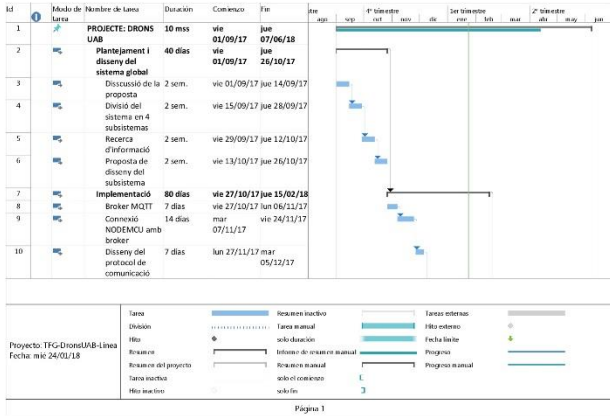 Id Modo de tarea Nombre de tarea Duración Comienzo Fin
tre 4º trimestre 1er trimestre 2º trimestre
ago sep oct nov dic ene feb mar abr may jun
1 PROJECTE: DRONS UAB 10 mss vie 01/09/17 jue 07/06/18
2 Plantejament i disseny del sistema global 40 días vie 01/09/17 jue 26/10/17
3 Disscussió de la proposta 2 sem. vie 01/09/17 jue 14/09/17
4 Divisió del sistema en 4 subsistemas 2 sem. vie 15/09/17 jue 28/09/17
5 Recerca d'informació 2 sem. vie 29/09/17 jue 12/10/17
6 Proposta de disseny del subsistema 2 sem. vie 13/10/17 jue 26/10/17
7 Implementació 80 días vie 27/10/17 jue 15/02/18
8 Broker MQTT 7 días vie 27/10/17 lun 06/11/17
9 Connexió NODEMCU amb broker 14 días mar 07/11/17 vie 24/11/17
10 Disseny del protocol de comunicació 7 días lun 27/11/17 mar 05/12/17
Proyecto: TFG-DronsUAB-Linea
Fecha: mié 24/01/18
Tarea Resumen inactivo Tareas externas
División Tarea manual Hito externo
Hito solo duración Fecha límite
Resumen Informe de resumen manual Progreso
Resumen del proyecto Resumen manual Progreso manual
Tarea inactiva solo el comienzo
Hito inactivo solo fin
Página 1